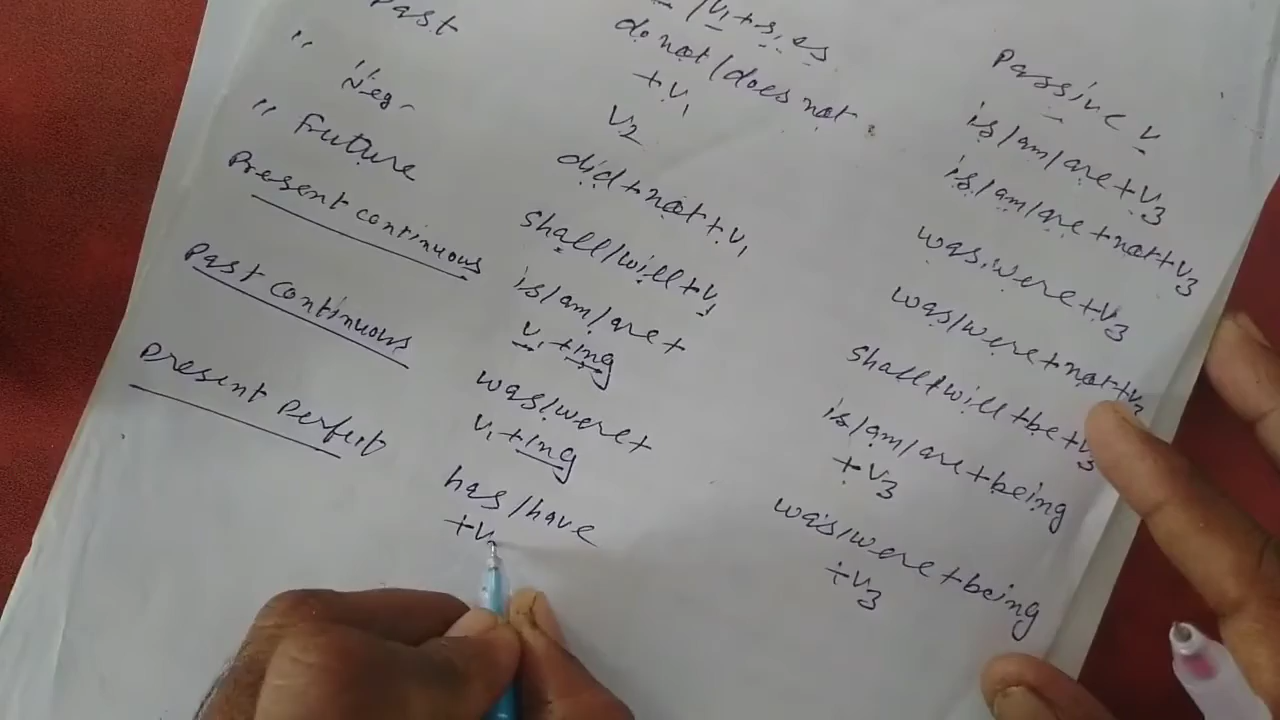 Past
" Neg.
" Future
Present continuous
Past continuous
Present Perfect
/V1+s, es
do not/does not
+V1
V2
did+not+V1
shall/will+V1
is/am/are+
V1+ing
was/were+
V1+ing
has/have
+V
Passive V
is/am/are+V3
is/am/are+not+V3
was, were+V3
was/were+not+V3
shall/will+be+V3
is/am/are+being
+V3
was/were+being
+V3